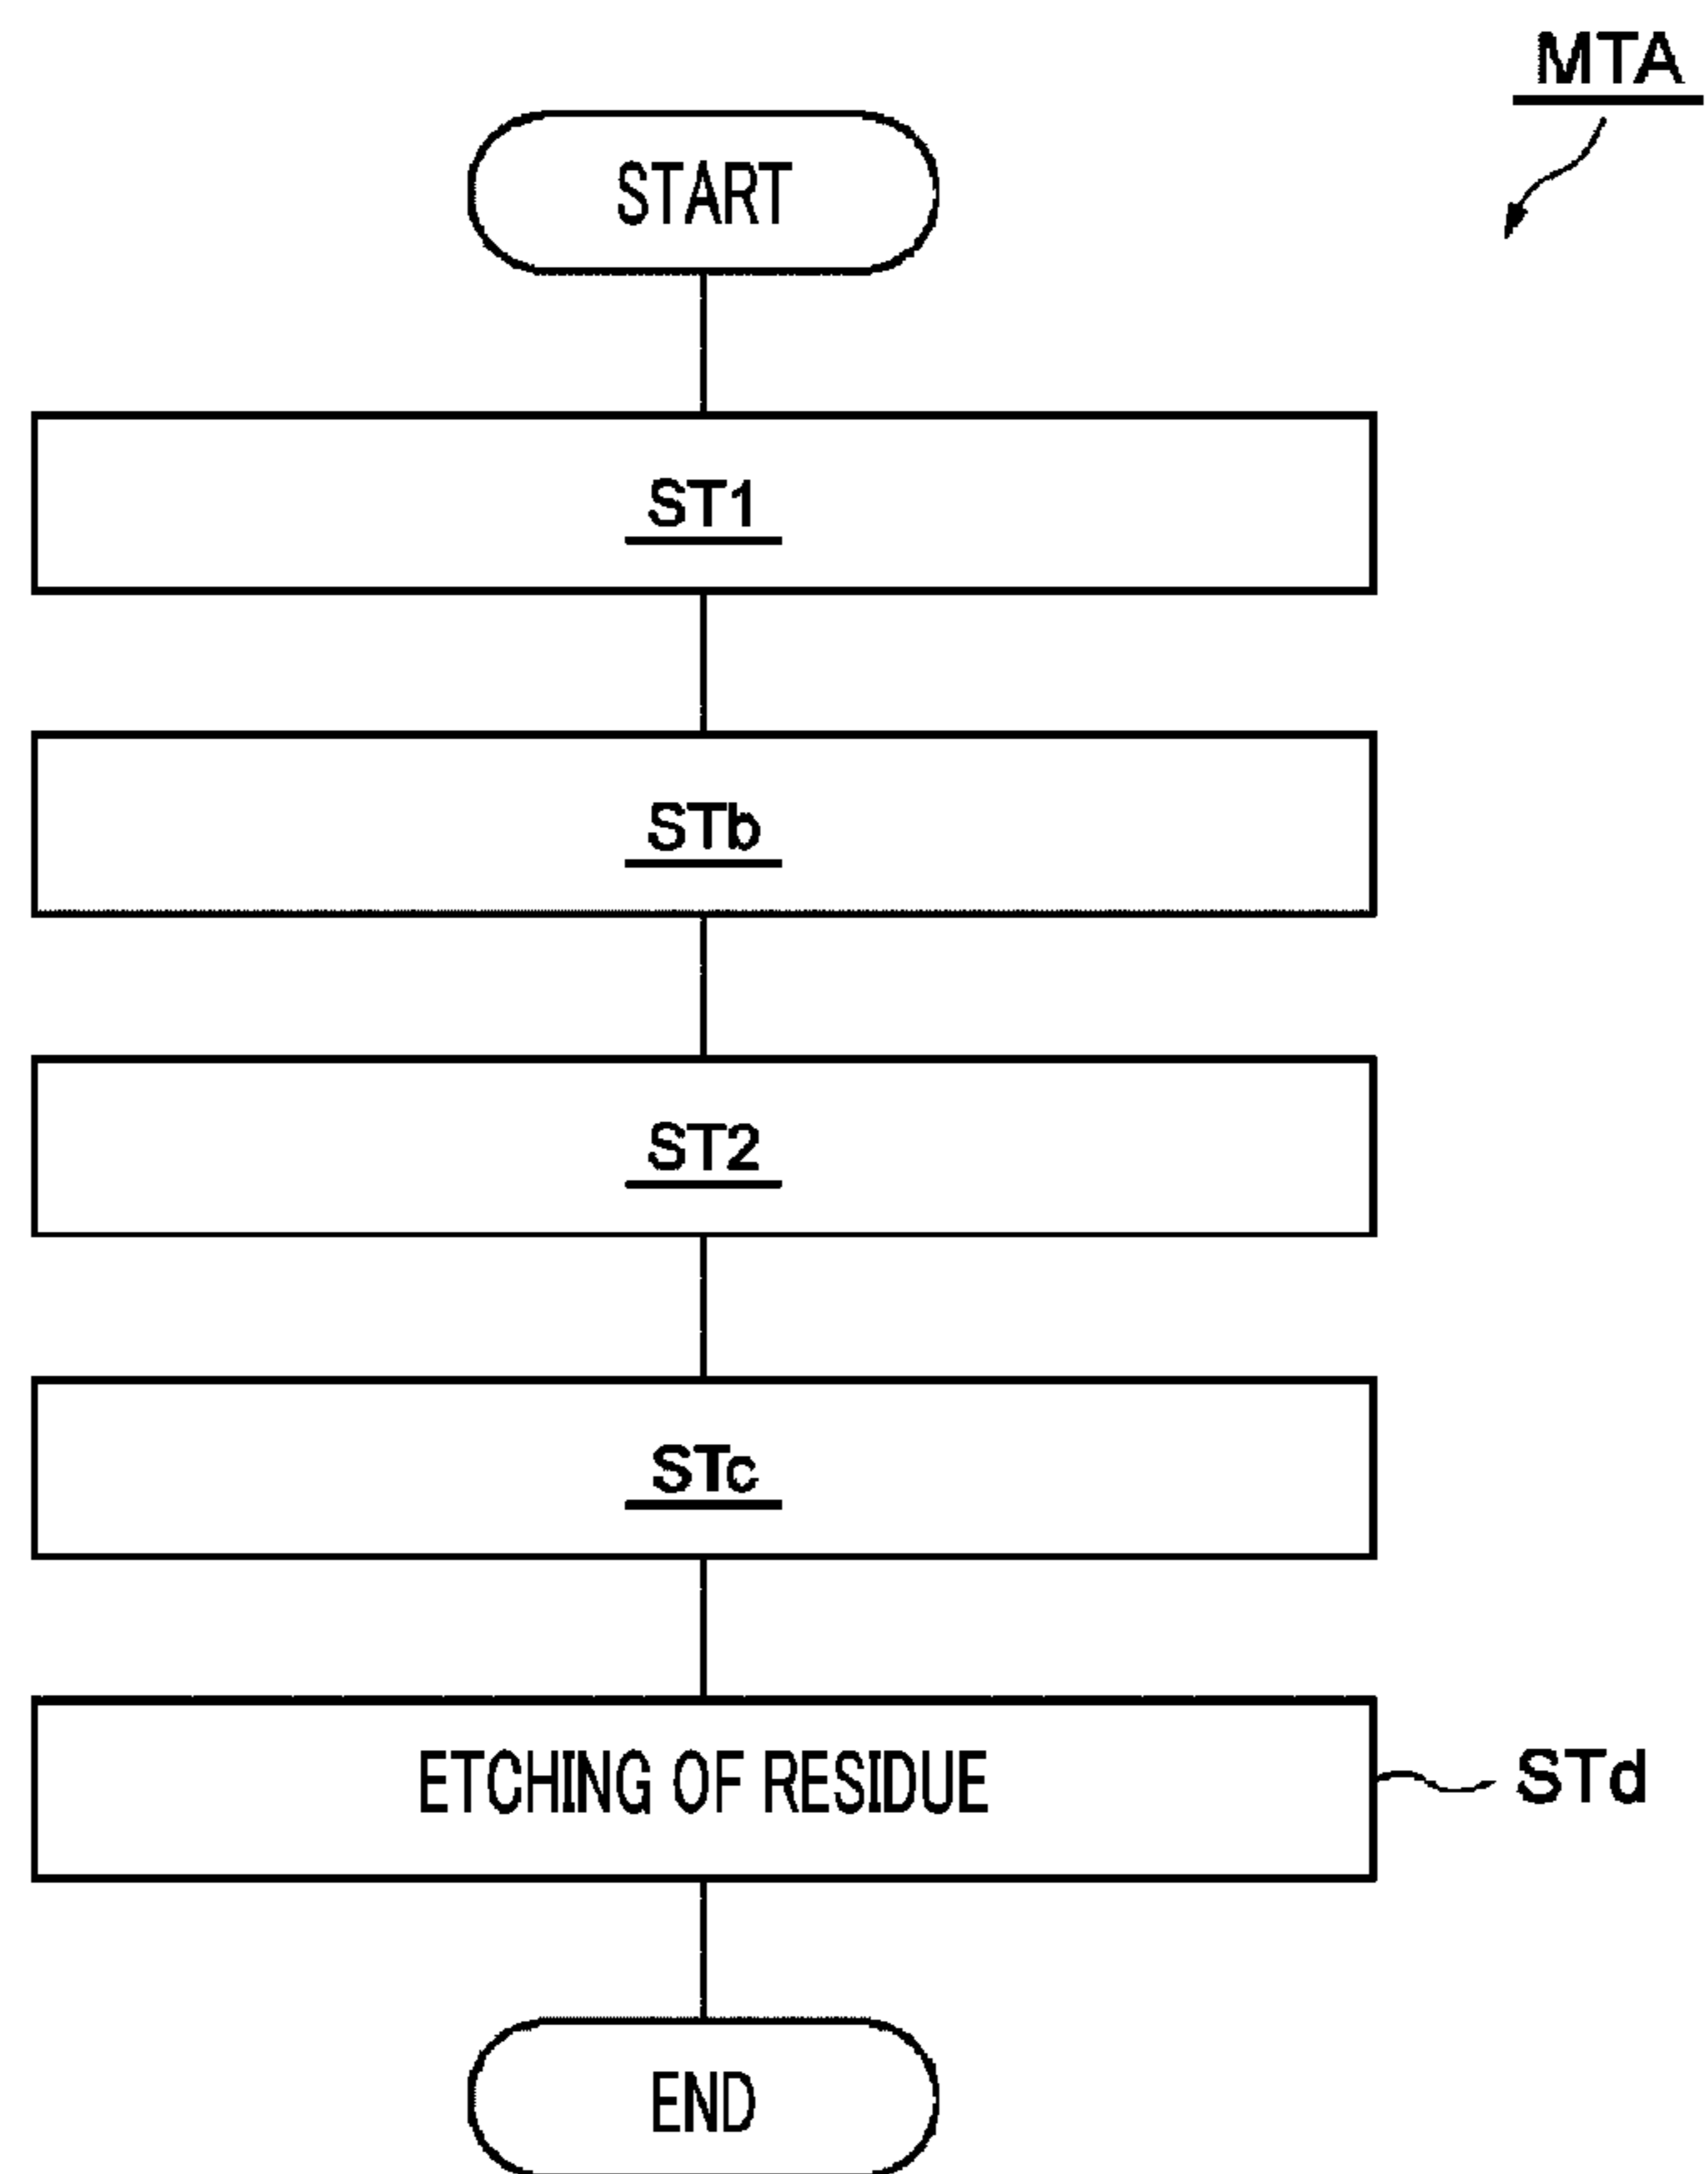 MTA
START
ST1
STb
ST2
STc
ETCHING OF RESIDUE
STd
END